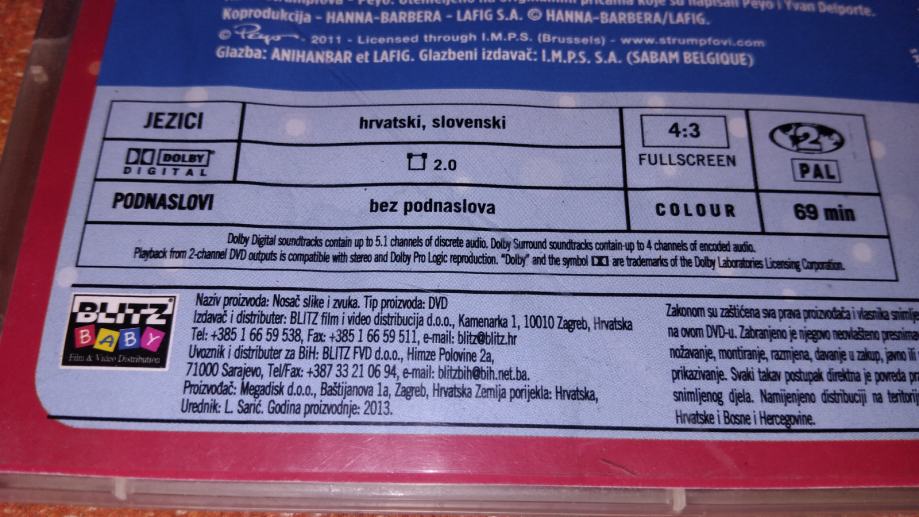 Koprodukcija - HANNA-BARBERA - LAFIG S.A. © HANNA-BARBERA/LAFIG.
© Peyo - 2011 - Licensed through I.M.P.S. (Brussels) - www.strumpfovi.com
Glazba: ANIHANBAR et LAFIG. Glazbeni izdavač: I.M.P.S. S.A. (SABAM BELGIQUE)
JEZICI
hrvatski, slovenski
4:3
FULLSCREEN
2
PAL
DOLBY
DIGITAL
2.0
PODNASLOVI
bez podnaslova
COLOUR
69 min
Dolby Digital soundtracks contain up to 5.1 channels of discrete audio. Dolby Surround soundtracks contain up to 4 channels of encoded audio.
Playback from 2-channel DVD outputs is compatible with stereo and Dolby Pro Logic reproduction. "Dolby" and the symbol are trademarks of the Dolby Laboratories Licensing Corporation.
BLITZ
BABY
Film & Video Distribution
Naziv proizvoda: Nosač slike i zvuka. Tip proizvoda: DVD
Izdavač i distributer: BLITZ film i video distribucija d.o.o., Kamenarka 1, 10020 Zagreb, Hrvatska
Tel: +385 1 66 59 538, Fax: +385 1 66 59 511, e-mail: blitz@blitz.hr
Uvoznik i distributer za BiH: BLITZ FVD d.o.o., Himze Polovine 2a,
71000 Sarajevo, Tel/Fax: +387 33 21 06 94, e-mail: blitzbih@bih.net.ba.
Proizvođač: Megadisk d.o.o., Baštijanova 1a, Zagreb, Hrvatska Zemlja porijekla: Hrvatska,
Urednik: L. Sarić. Godina proizvodnje: 2013.
Zakonom su zaštićena sva prava proizvođača i vlasnika
na ovom DVD-u. Zabranjeno je njegovo neovlašteno
nožavanje, montiranje, razmjena, davanje u zakup, javno ili
prikazivanje. Svaki takav postupak direktna je povreda
snimljenog djela. Namijenjeno distribuciji na
Hrvatske i Bosne i Hercegovine.